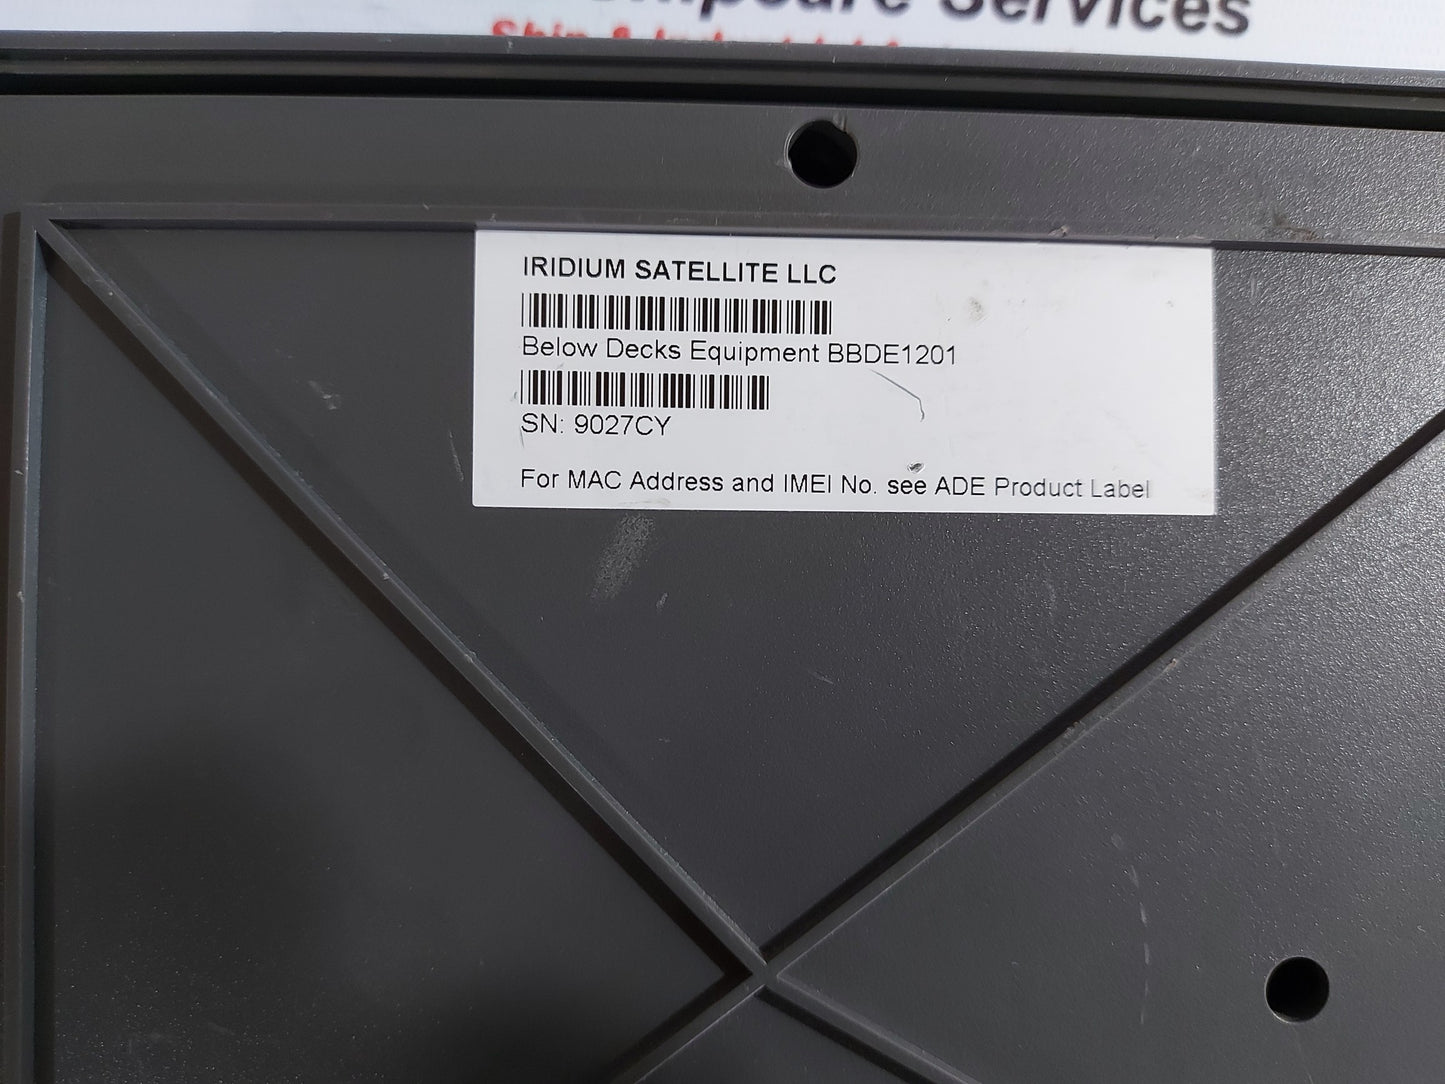 Services
IRIDIUM SATELLITE LLC
Below Decks Equipment BBDE1201
SN: 9027CY
For MAC Address and IMEI No. see ADE Product Label